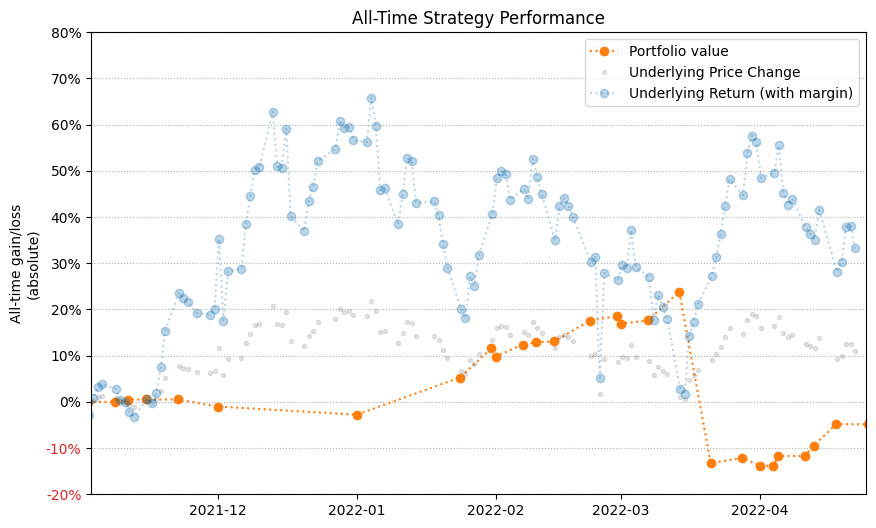 All-Time Strategy Performance
80%
70%
60%
50%
40%
30%
20%
10%
0%
-10%
-20%
All-time gain/loss
(absolute)
Portfolio value
Underlying Price Change
Underlying Return (with margin)
2021-12
2022-01
2022-02
2022-03
2022-04